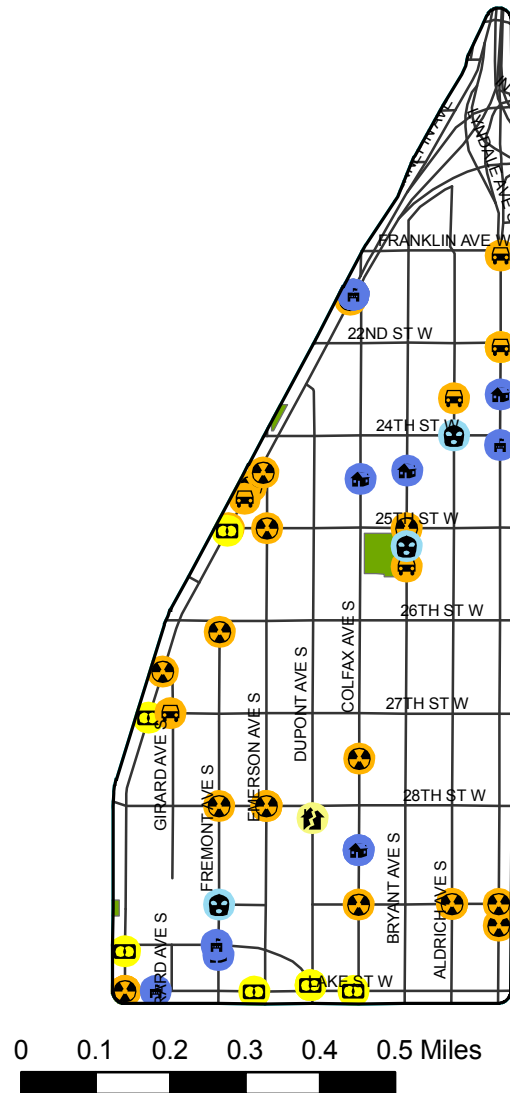 LYNDALE AVE S
FRANKLIN AVE W
22ND ST W
24TH ST W
25TH ST W
26TH ST W
COLFAX AVE S
DUPONT AVE S
27TH ST W
EMERSON AVE S
GIRARD AVE S
28TH ST W
FREMONT AVE S
BRYANT AVE S
ALDRICH AVE S
LAKE ST W
0 0.1 0.2 0.3 0.4 0.5 Miles